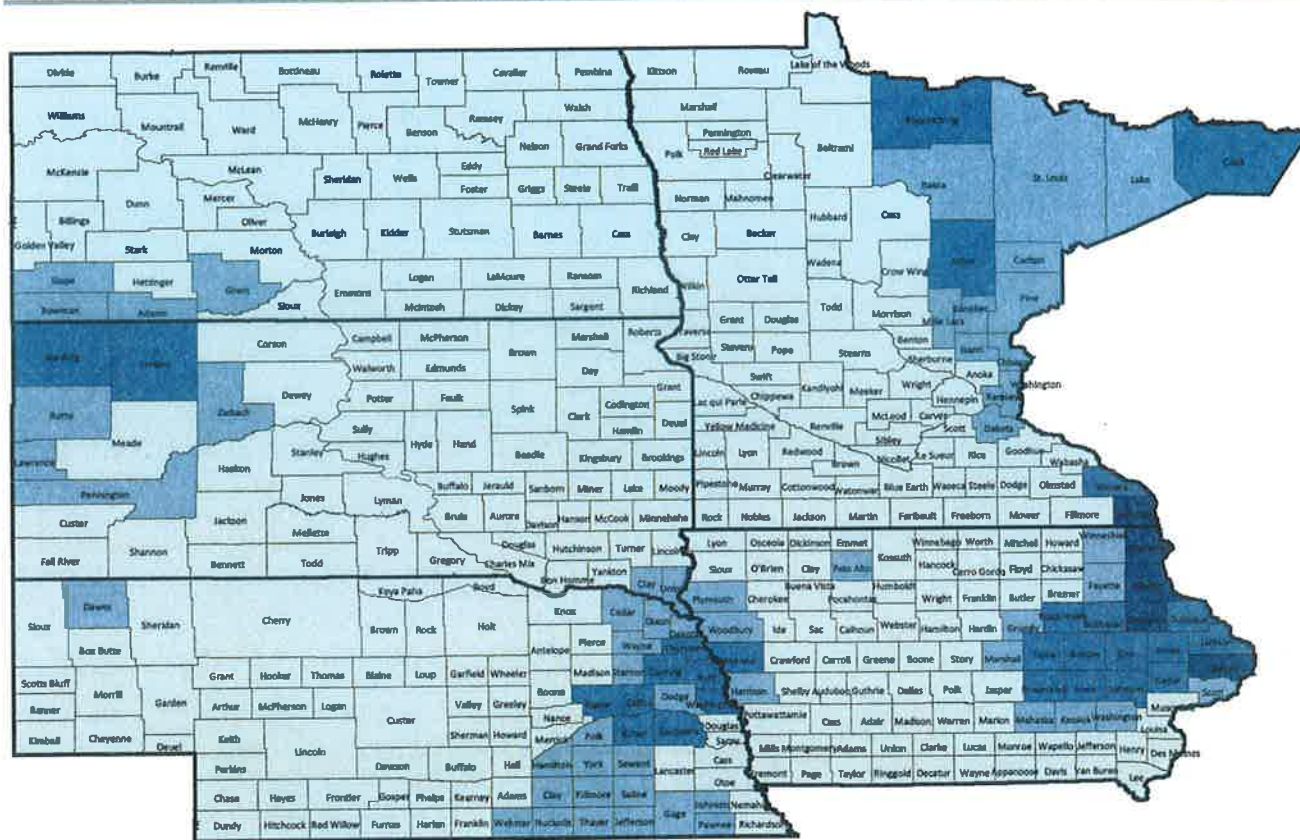 Divide Burke Renville Bottineau Rolette Towner Cavalier Pembina Kittson Roseau Lake of the Woods
Williams Mountrail Ward McHenry Pierce Benson Ramsey Walsh Marshall
Pennington
Nelson Grand Forks Polk Red Lake Beltrami Koochiching Cook
McKenzie McLean Sheridan Wells Eddy Clearwater Itasca St. Louis Lake
Dunn Mercer Foster Griggs Steele Traill Norman Mahnomen
Billings Oliver Hubbard Cass
Golden Valley Stark Morton Burleigh Kidder Stutsman Barnes Cass Clay Becker
Wadena Crow Wing Aitkin Carlton
Slope Hettinger Grant Emmons Logan LaMoure Ransom Richland Wilkin Otter Tail
Bowman Adams Sioux McIntosh Dickey Sargent Todd Morrison Kanabec Pine
Grant Douglas Mille Lacs
Harding Perkins Corson Campbell McPherson Brown Marshall Roberts Traverse Benton Isanti
Walworth Edmunds Day Big Stone Stevens Pope Stearns Sherburne Chisago
Grant Swift Anoka Washington
Butte Ziebach Dewey Potter Faulk Spink Clark Codington Lac qui Parle Chippewa Kandiyohi Meeker Wright Hennepin Ramsey
Meade Sully Hyde Hand Hamlin Deuel Yellow Medicine Renville McLeod Carver Scott Dakota
Sibley
Lawrence Haakon Stanley Hughes Beadle Kingsbury Brookings Lincoln Lyon Redwood Brown Nicollet Le Sueur Rice Goodhue Wabasha
Pennington Jones Lyman Buffalo Jerauld Sanborn Miner Lake Moody Pipestone Murray Cottonwood Watonwan Blue Earth Waseca Steele Dodge Olmsted Winona
Custer Jackson Mellette Brule Aurora Davison Hanson McCook Minnehaha Rock Nobles Jackson Martin Faribault Freeborn Mower Fillmore
Fall River Shannon Bennett Todd Tripp Gregory Douglas Charles Mix Hutchinson Turner Lincoln Lyon Osceola Dickinson Emmet Kossuth Winnebago Worth Mitchell Howard Winneshiek
Bon Homme Yankton Clay Union Sioux O'Brien Clay Palo Alto Hancock Cerro Gordo Floyd Chickasaw
Sioux Dawes Sheridan Cherry Keya Paha Boyd Knox Cedar Dixon Dakota Plymouth Cherokee Buena Vista Pocahontas Humboldt Wright Franklin Butler Bremer Fayette
Box Butte Brown Rock Holt Antelope Pierce Wayne Thurston Woodbury Ida Sac Calhoun Webster Hamilton Hardin Grundy
Scotts Bluff Morrill Garden Grant Hooker Thomas Blaine Loup Garfield Wheeler Boone Madison Stanton Cuming Crawford Carroll Greene Boone Story Marshall
Banner Arthur McPherson Logan Custer Valley Greeley Nance Platte Colfax Dodge Washington Harrison Shelby Audubon Guthrie Dallas Polk Jasper Scott
Kimball Cheyenne Deuel Keith Lincoln Sherman Howard Merrick Polk Butler Saunders Douglas Sarpy Pottawattamie Cass Adair Madison Warren Marion Mahaska Keokuk Washington Louisa
Perkins Dawson Buffalo Hall Hamilton York Seward Lancaster Cass Otoe Mills Montgomery Adams Union Clarke Lucas Monroe Wapello Jefferson Henry Des Moines
Chase Hayes Frontier Gosper Phelps Kearney Adams Clay Fillmore Saline Gage Johnson Nemaha Fremont Page Taylor Ringgold Decatur Wayne Appanoose Davis Van Buren Lee
Dundy Hitchcock Red Willow Furnas Harlan Franklin Webster Nuckolls Thayer Jefferson Pawnee Richardson